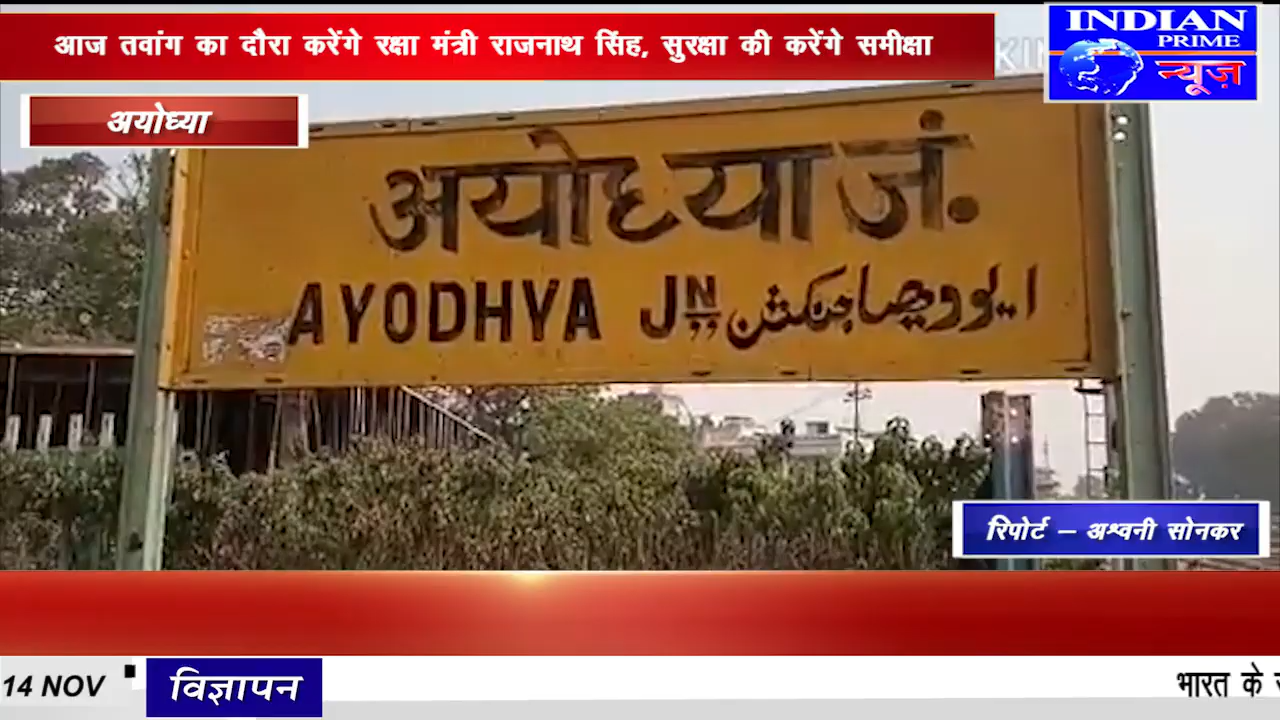 आज तवांग का दौरा करेंगे रक्षा मंत्री राजनाथ सिंह, सुरक्षा की करेंगे समीक्षा
INDIAN
PRIME
न्यूज़
अयोध्या
अयोध्या जं.
AYODHYA JN ایودھیا جنکشن
रिपोर्ट – अश्वनी सोनकर
14 NOV
विज्ञापन
भारत के